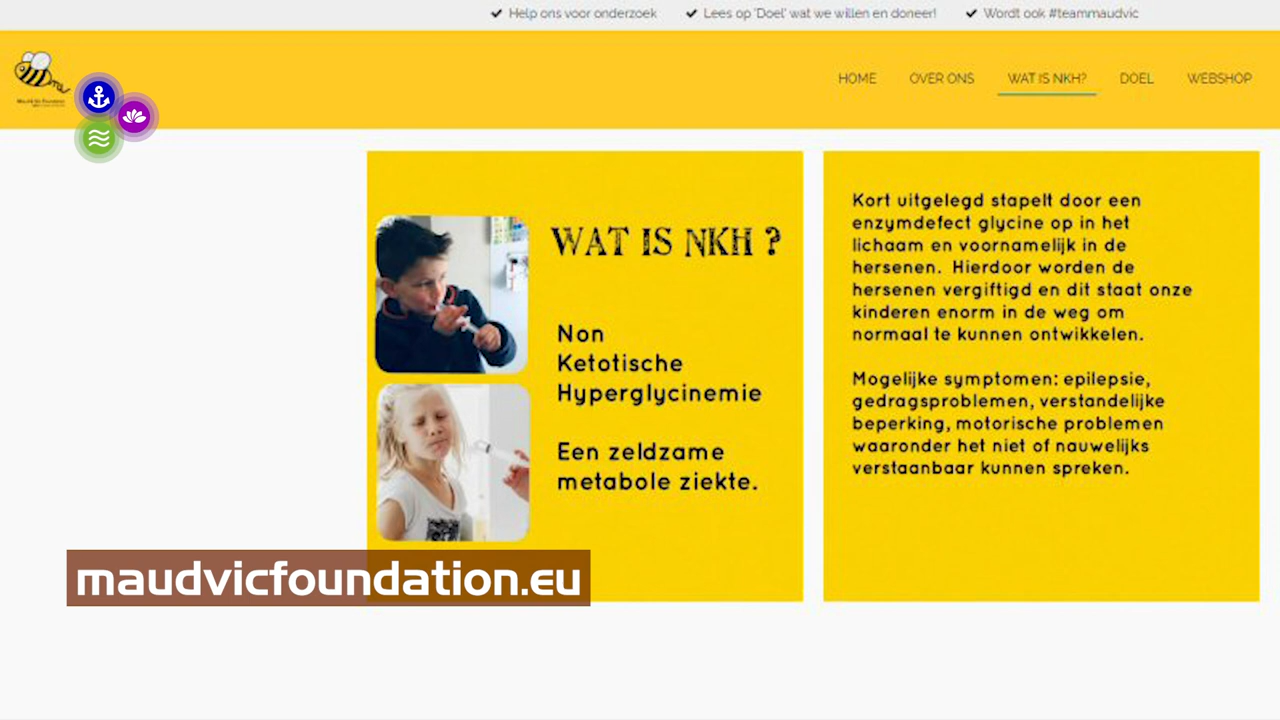 ✔ Help ons voor onderzoek ✔ Lees op 'Doel' wat we willen en doneer! ✔ Wordt ook #teammaudvic
HOME OVER ONS WAT IS NKH? DOEL WEBSHOP
WAT IS NKH ?
Non
Ketotische
Hyperglycinemie
Een zeldzame
metabole ziekte.
Kort uitgelegd stapelt door een
enzymdefect glycine op in het
lichaam en voornamelijk in de
hersenen. Hierdoor worden de
hersenen vergiftigd en dit staat onze
kinderen enorm in de weg om
normaal te kunnen ontwikkelen.
Mogelijke symptomen: epilepsie,
gedragsproblemen, verstandelijke
beperking, motorische problemen
waaronder het niet of nauwelijks
verstaanbaar kunnen spreken.
maudvicfoundation.eu